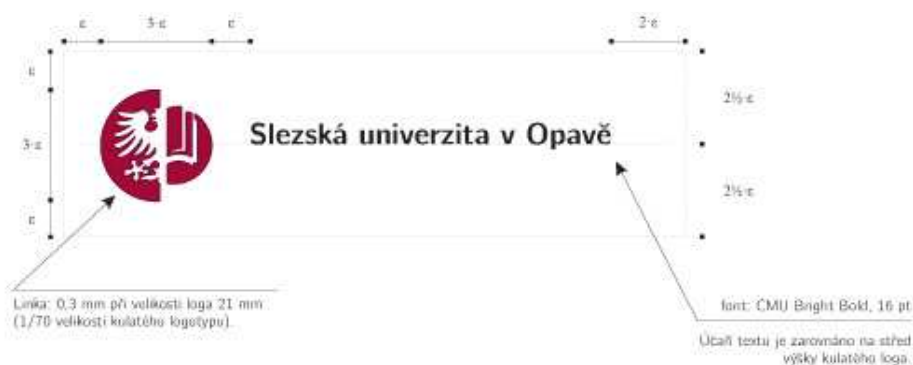 ε 3·ε ε 2·ε
ε
2½·ε
3·ε
Slezská univerzita v Opavě
2½·ε
ε
Linka: 0,3 mm při velikosti loga 21 mm
(1/70 velikosti kulatého logotypu).
font: CMU Bright Bold, 16 pt
Účaří textu je zarovnáno na střed
výšky kulatého loga.